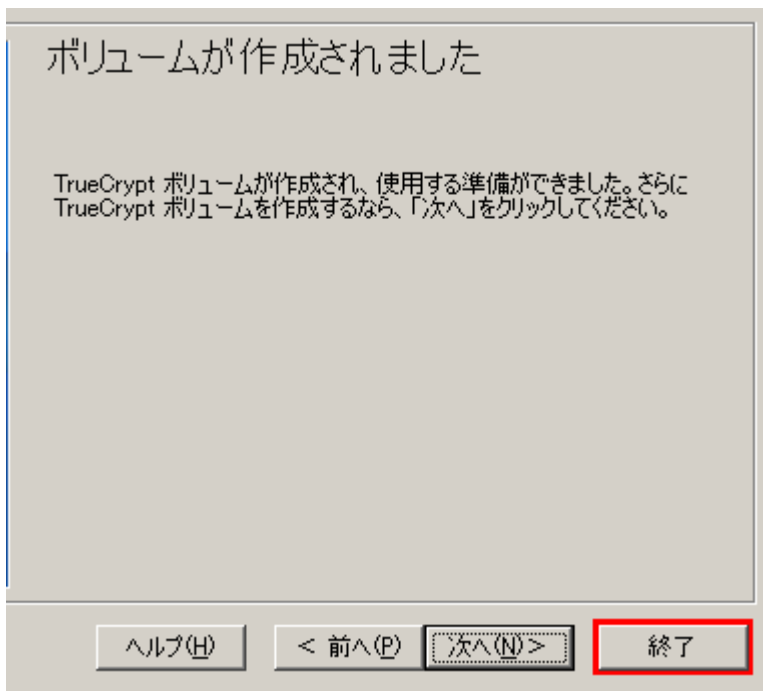 ボリュームが作成されました
TrueCrypt ボリュームが作成され、使用する準備ができました。さらに
TrueCrypt ボリュームを作成するなら、「次へ」をクリックしてください。
ヘルプ(H) < 前へ(P) 次へ(N) > 終了